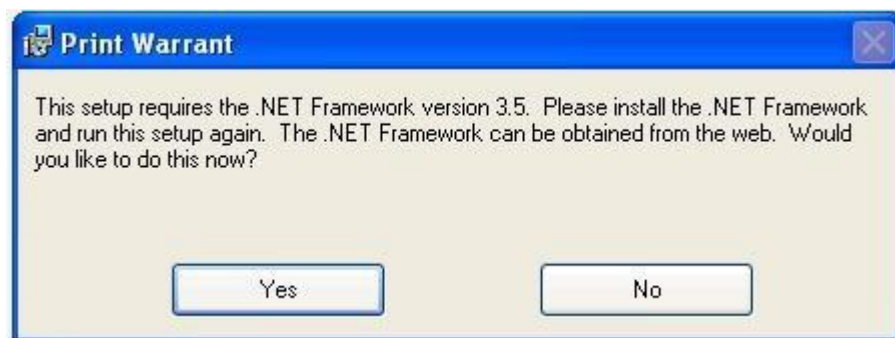 Print Warrant
This setup requires the .NET Framework version 3.5.  Please install the .NET Framework
and run this setup again.  The .NET Framework can be obtained from the web.  Would
you like to do this now?
Yes
No